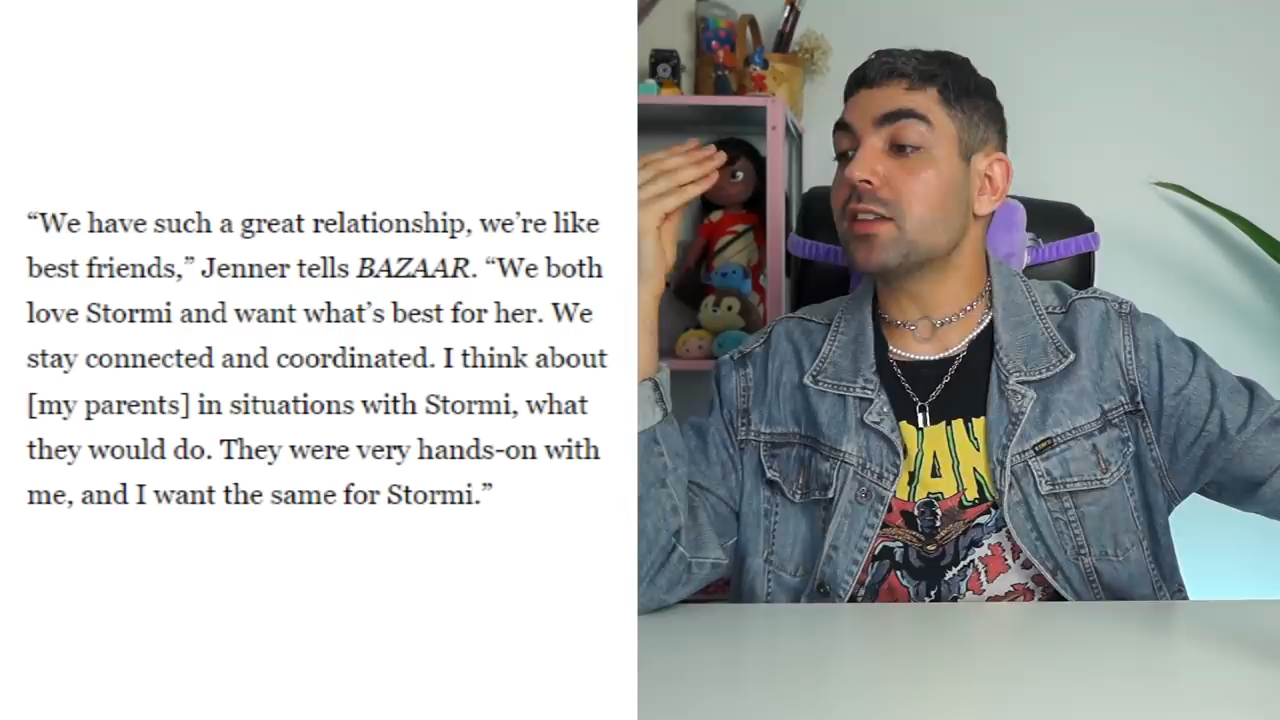 “We have such a great relationship, we’re like
best friends,” Jenner tells BAZAAR. “We both
love Stormi and want what’s best for her. We
stay connected and coordinated. I think about
[my parents] in situations with Stormi, what
they would do. They were very hands-on with
me, and I want the same for Stormi.”